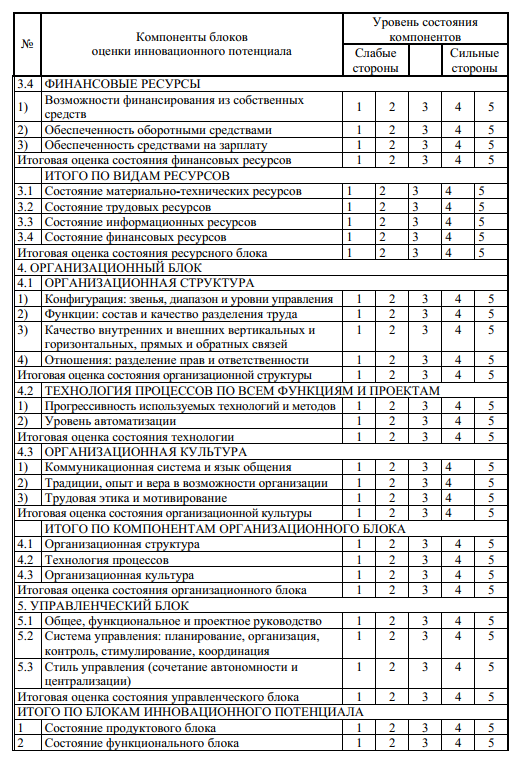 № Компоненты блоков оценки инновационного потенциала Уровень состояния компонентов
Слабые стороны Сильные стороны
3.4 ФИНАНСОВЫЕ РЕСУРСЫ
1) Возможности финансирования из собственных
средств 1 2 3 4 5
2) Обеспеченность оборотными средствами 1 2 3 4 5
3) Обеспеченность средствами на зарплату 1 2 3 4 5
Итоговая оценка состояния финансовых ресурсов 1 2 3 4 5
ИТОГО ПО ВИДАМ РЕСУРСОВ
3.1 Состояние материально-технических ресурсов 1 2 3 4 5
3.2 Состояние трудовых ресурсов 1 2 3 4 5
3.3 Состояние информационных ресурсов 1 2 3 4 5
3.4 Состояние финансовых ресурсов 1 2 3 4 5
Итоговая оценка состояния ресурсного блока 1 2 3 4 5
4. ОРГАНИЗАЦИОННЫЙ БЛОК
4.1 ОРГАНИЗАЦИОННАЯ СТРУКТУРА
1) Конфигурация: звенья, диапазон и уровни управления 1 2 3 4 5
2) Функции: состав и качество разделения труда 1 2 3 4 5
3) Качество внутренних и внешних вертикальных и 1 2 3 4 5
горизонтальных, прямых и обратных связей
4) Отношения: разделение прав и ответственности 1 2 3 4 5
Итоговая оценка состояния организационной структуры 1 2 3 4 5
4.2 ТЕХНОЛОГИЯ ПРОЦЕССОВ ПО ВСЕМ ФУНКЦИЯМ И ПРОЕКТАМ
1) Прогрессивность используемых технологий и методов 1 2 3 4 5
2) Уровень автоматизации 1 2 3 4 5
Итоговая оценка состояния технологии 1 2 3 4 5
4.3 ОРГАНИЗАЦИОННАЯ КУЛЬТУРА
1) Коммуникационная система и язык общения 1 2 3 4 5
2) Традиции, опыт и вера в возможности организации 1 2 3 4 5
3) Трудовая этика и мотивирование 1 2 3 4 5
Итоговая оценка состояния организационной культуры 1 2 3 4 5
ИТОГО ПО КОМПОНЕНТАМ ОРГАНИЗАЦИОННОГО БЛОКА
4.1 Организационная структура 1 2 3 4 5
4.2 Технология процессов 1 2 3 4 5
4.3 Организационная культура 1 2 3 4 5
Итоговая оценка состояния организационного блока 1 2 3 4 5
5. УПРАВЛЕНЧЕСКИЙ БЛОК
5.1 Общее, функциональное и проектное руководство 1 2 3 4 5
5.2 Система управления: планирование, организация, 1 2 3 4 5
контроль, стимулирование, координация
5.3 Стиль управления (сочетание автономности и 1 2 3 4 5
централизации)
Итоговая оценка состояния управленческого блока 1 2 3 4 5
ИТОГО ПО БЛОКАМ ИННОВАЦИОННОГО ПОТЕНЦИАЛА
1 Состояние продуктового блока 1 2 3 4 5
2 Состояние функционального блока 1 2 3 4 5